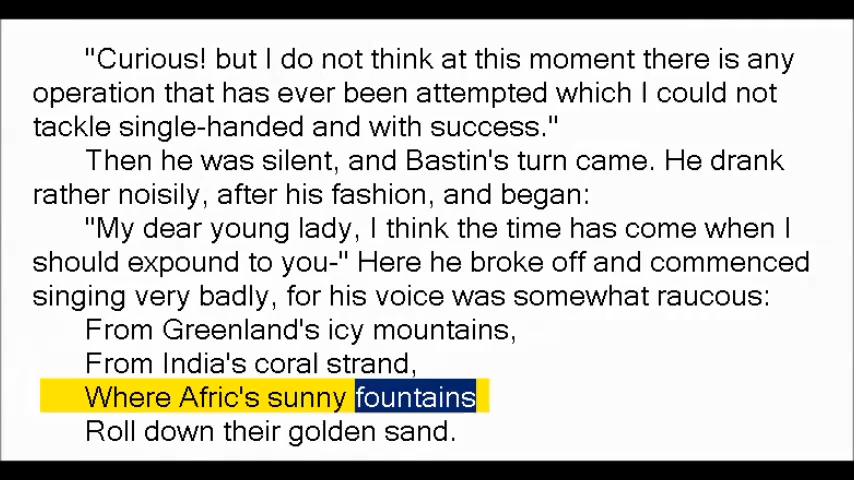 "Curious! but I do not think at this moment there is any
operation that has ever been attempted which I could not
tackle single-handed and with success."
Then he was silent, and Bastin's turn came. He drank
rather noisily, after his fashion, and began:
"My dear young lady, I think the time has come when I
should expound to you-" Here he broke off and commenced
singing very badly, for his voice was somewhat raucous:
From Greenland's icy mountains,
From India's coral strand,
Where Afric's sunny fountains
Roll down their golden sand.